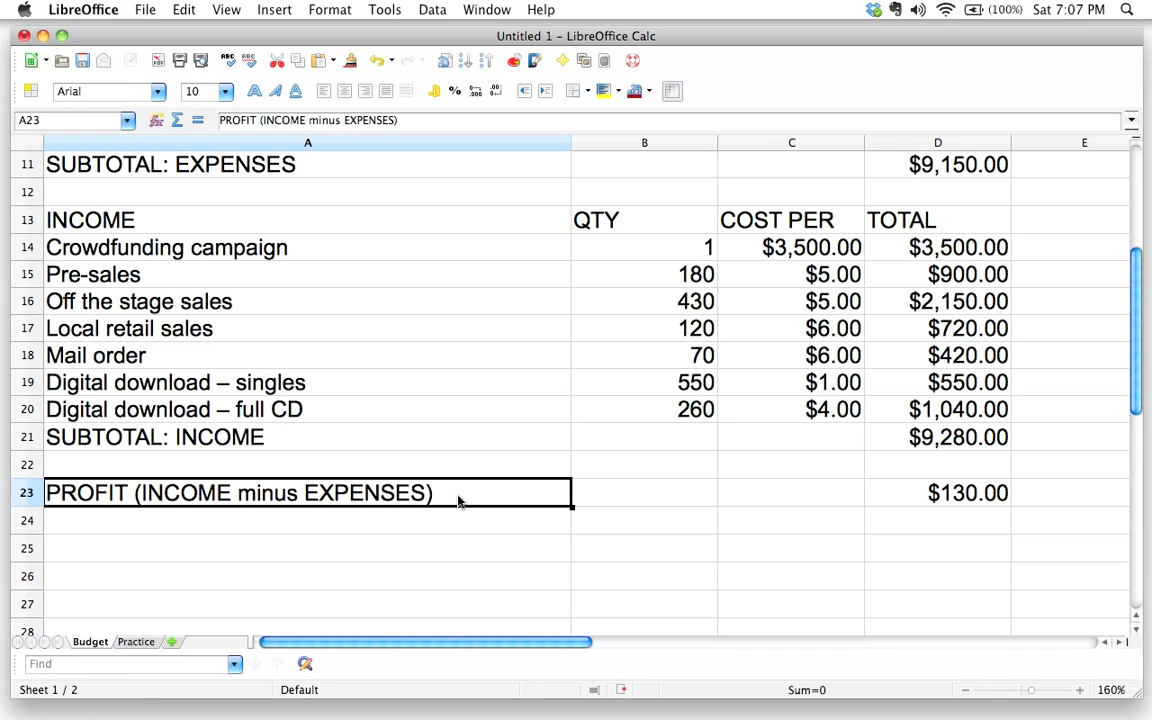 LibreOffice File Edit View Insert Format Tools Data Window Help (100%) Sat 7:07 PM
Untitled 1 - LibreOffice Calc
Arial 10
A23 PROFIT (INCOME minus EXPENSES)
A B C D E
11 SUBTOTAL: EXPENSES $9,150.00
12
13 INCOME QTY COST PER TOTAL
14 Crowdfunding campaign 1 $3,500.00 $3,500.00
15 Pre-sales 180 $5.00 $900.00
16 Off the stage sales 430 $5.00 $2,150.00
17 Local retail sales 120 $6.00 $720.00
18 Mail order 70 $6.00 $420.00
19 Digital download – singles 550 $1.00 $550.00
20 Digital download – full CD 260 $4.00 $1,040.00
21 SUBTOTAL: INCOME $9,280.00
22
23 PROFIT (INCOME minus EXPENSES) $130.00
24
25
26
27
28
Budget Practice
Find
Sheet 1 / 2 Default Sum=0 160%